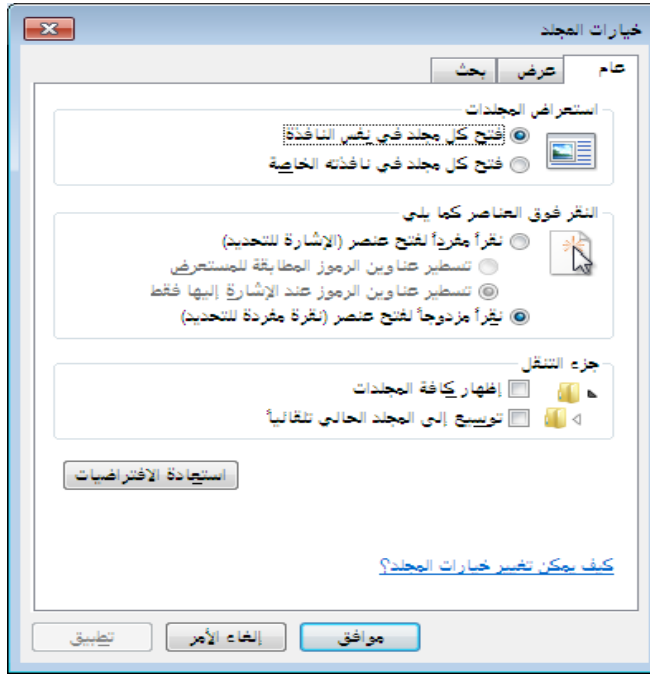 خيارات المجلد
عام عرض بحث
استعراض المجلدات
فتح كل مجلد في نفس النافذة
فتح كل مجلد في نافذته الخاصة
النقر فوق العناصر كما يلي
نقراً مفرداً لفتح عنصر (الإشارة للتحديد)
تسطير عناوين الرموز المطابقة للمستعرض
تسطير عناوين الرموز عند الإشارة إليها فقط
نقراً مزدوجاً لفتح عنصر (نقرة مفردة للتحديد)
جزء التنقل
إظهار كافة المجلدات
توسيع إلى المجلد الحالي تلقائياً
استعادة الافتراضيات
كيف يمكن تغيير خيارات المجلد؟
موافق إلغاء الأمر تطبيق